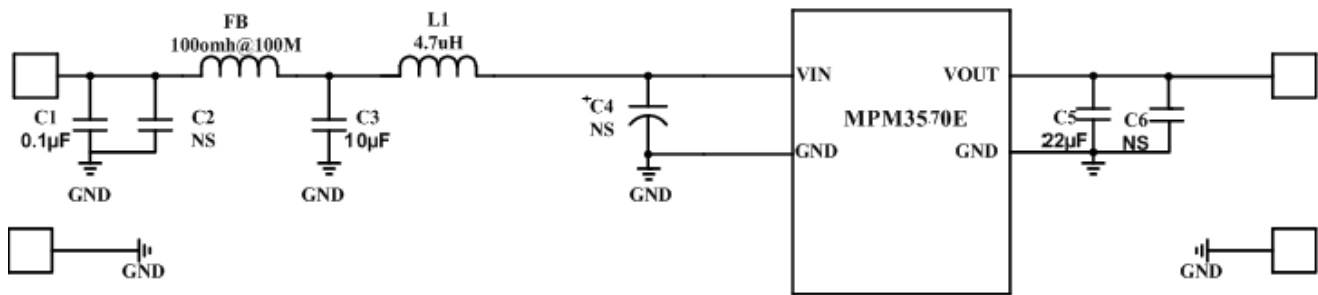 FB
100omh@100M
L1
4.7uH
VIN
VOUT
C1
0.1µF
C2
NS
C3
10µF
+C4
NS
MPM3570E
C5
22µF
C6
NS
GND
GND
GND
GND
GND
GND
GND